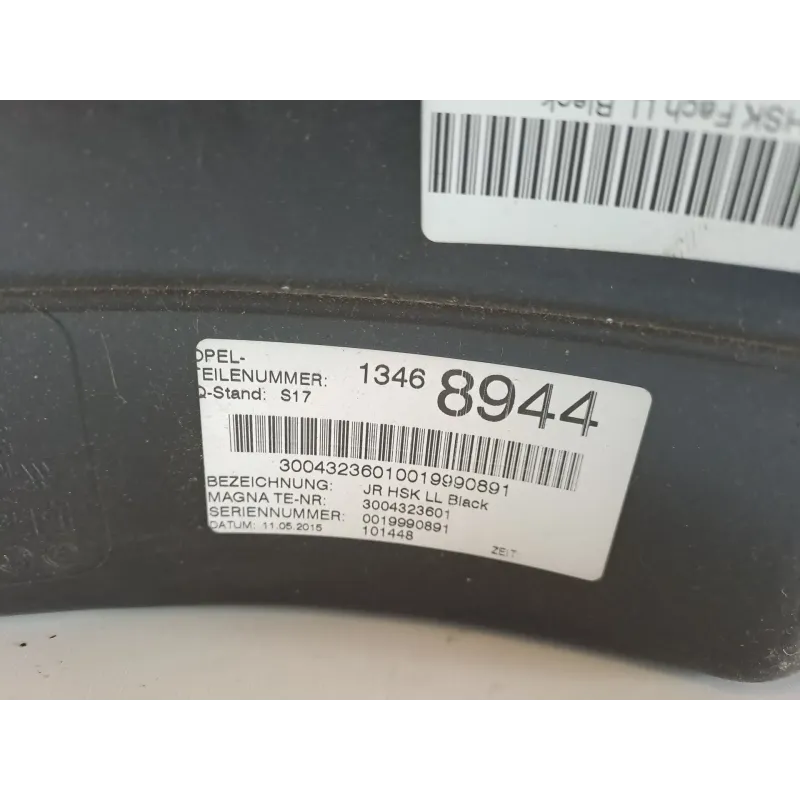 HSK Fach LL Black
OPEL-
TEILENUMMER: 1346 8944
Q-Stand: S17
30043236010019990891
BEZEICHNUNG: JR HSK LL Black
MAGNA TE-NR: 3004323601
SERIENNUMMER: 0019990891
DATUM: 11.05.2015 101448 ZEIT: